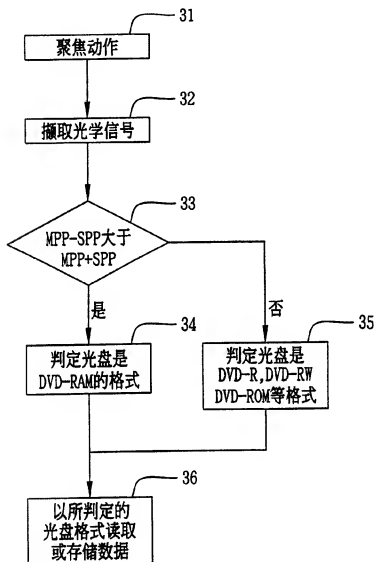 31
聚焦动作
32
撷取光学信号
33
MPP-SPP大于
MPP+SPP
是
否
34
判定光盘是
DVD-RAM的格式
35
判定光盘是
DVD-R,DVD-RW
DVD-ROM等格式
36
以所判定的
光盘格式读取
或存储数据